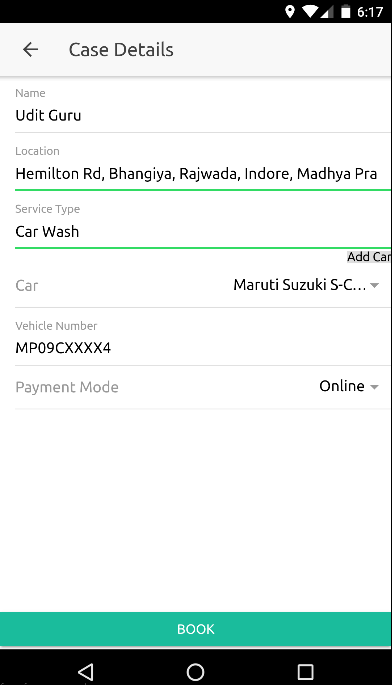 6:17
Case Details
Name
Udit Guru
Location
Hemilton Rd, Bhangiya, Rajwada, Indore, Madhya Pra
Service Type
Car Wash
Add Car
Car Maruti Suzuki S-C...
Vehicle Number
MP09CXXXX4
Payment Mode Online
BOOK